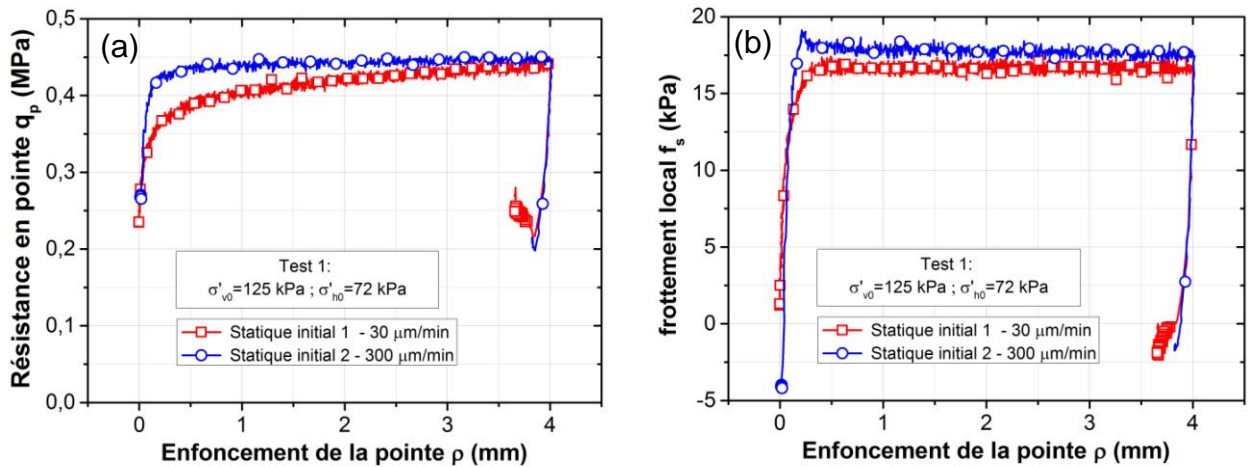 (a)
Résistance en pointe qp (MPa)
0,5
0,4
0,3
0,2
0,1
0,0
Test 1:
σ'v0=125 kPa ; σ'h0=72 kPa
Statique initial 1 - 30 μm/min
Statique initial 2 - 300 μm/min
0 1 2 3 4
Enfoncement de la pointe ρ (mm)
(b)
frottement local fs (kPa)
20
15
10
5
0
-5
Test 1:
σ'v0=125 kPa ; σ'h0=72 kPa
Statique initial 1 - 30 μm/min
Statique initial 2 - 300 μm/min
0 1 2 3 4
Enfoncement de la pointe ρ (mm)